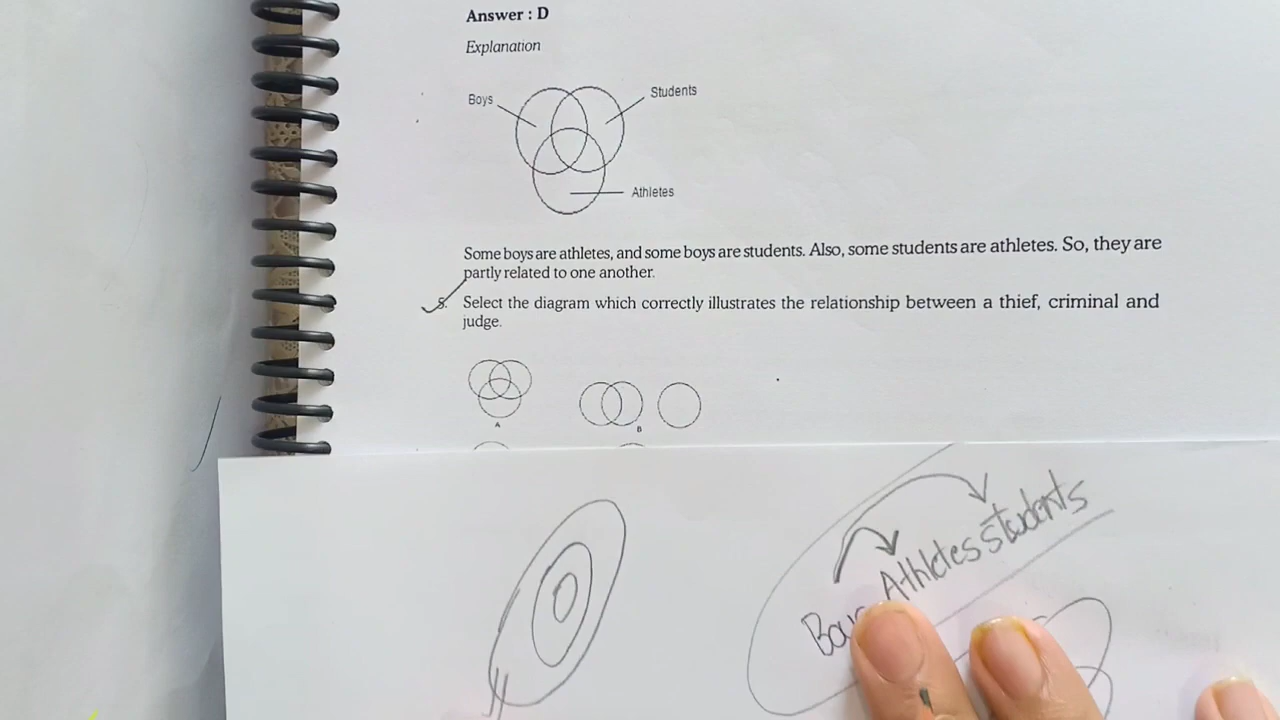 Answer : D
Explanation
Boys
Students
Athletes
Some boys are athletes, and some boys are students. Also, some students are athletes. So, they are
partly related to one another.
5. Select the diagram which correctly illustrates the relationship between a thief, criminal and
judge.
A
B
Athletes students